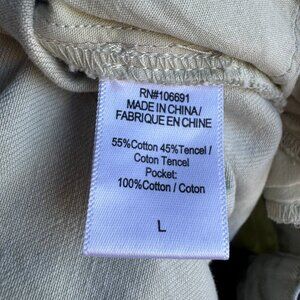 RN#106691
MADE IN CHINA/
FABRIQUE EN CHINE
55%Cotton 45%Tencel /
Coton Tencel
Pocket:
100%Cotton / Coton
L